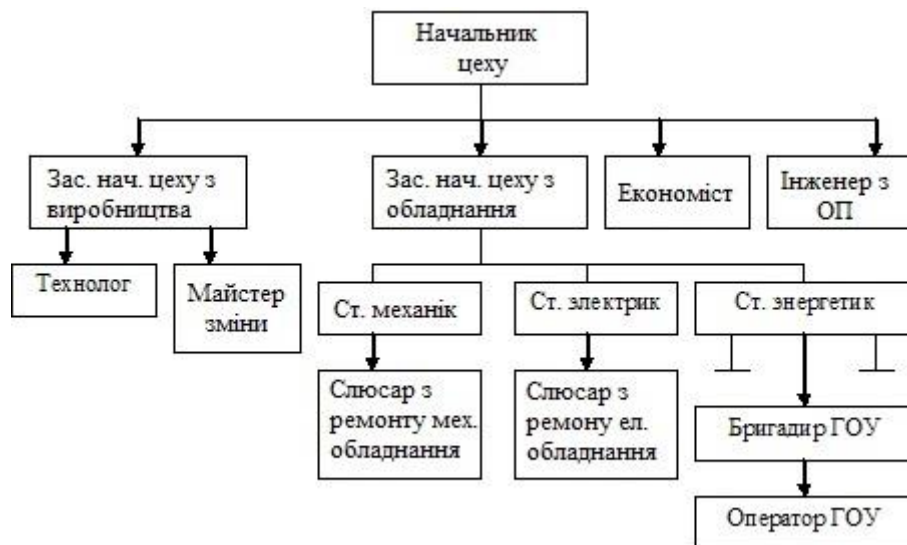 Начальник
цеху
Зас. нач. цеху з
виробництва
Зас. нач. цеху з
обладнання
Економіст
Інженер з
ОП
Технолог
Майстер
зміни
Ст. механік
Ст. электрик
Ст. энергетик
Слюсар з
ремонту мех.
обладнання
Слюсар з
ремону ел.
обладнання
Бригадир ГОУ
Оператор ГОУ